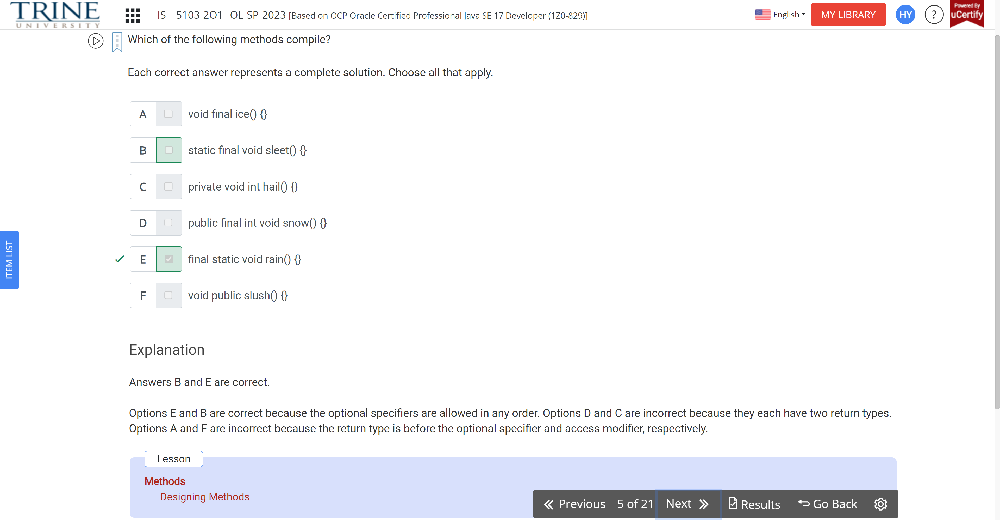 TRINE
UNIVERSITY
IS---5103-2O1--OL-SP-2023 [Based on OCP Oracle Certified Professional Java SE 17 Developer (1Z0-829)]
English
MY LIBRARY
HY
?
Powered By
uCertify
Which of the following methods compile?
Each correct answer represents a complete solution. Choose all that apply.
A void final ice() {}
B static final void sleet() {}
C private void int hail() {}
D public final int void snow() {}
E final static void rain() {}
F void public slush() {}
ITEM LIST
Explanation
Answers B and E are correct.
Options E and B are correct because the optional specifiers are allowed in any order. Options D and C are incorrect because they each have two return types.
Options A and F are incorrect because the return type is before the optional specifier and access modifier, respectively.
Lesson
Methods
Designing Methods
Previous 5 of 21 Next Results Go Back